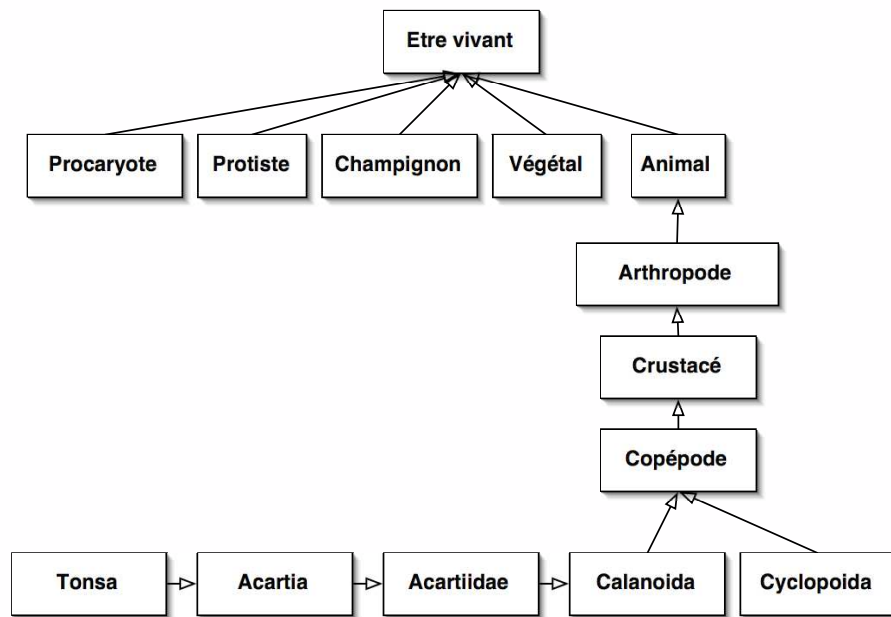 Etre vivant
Procaryote
Protiste
Champignon
Végétal
Animal
Arthropode
Crustacé
Copépode
Tonsa
Acartia
Acartiidae
Calanoida
Cyclopoida